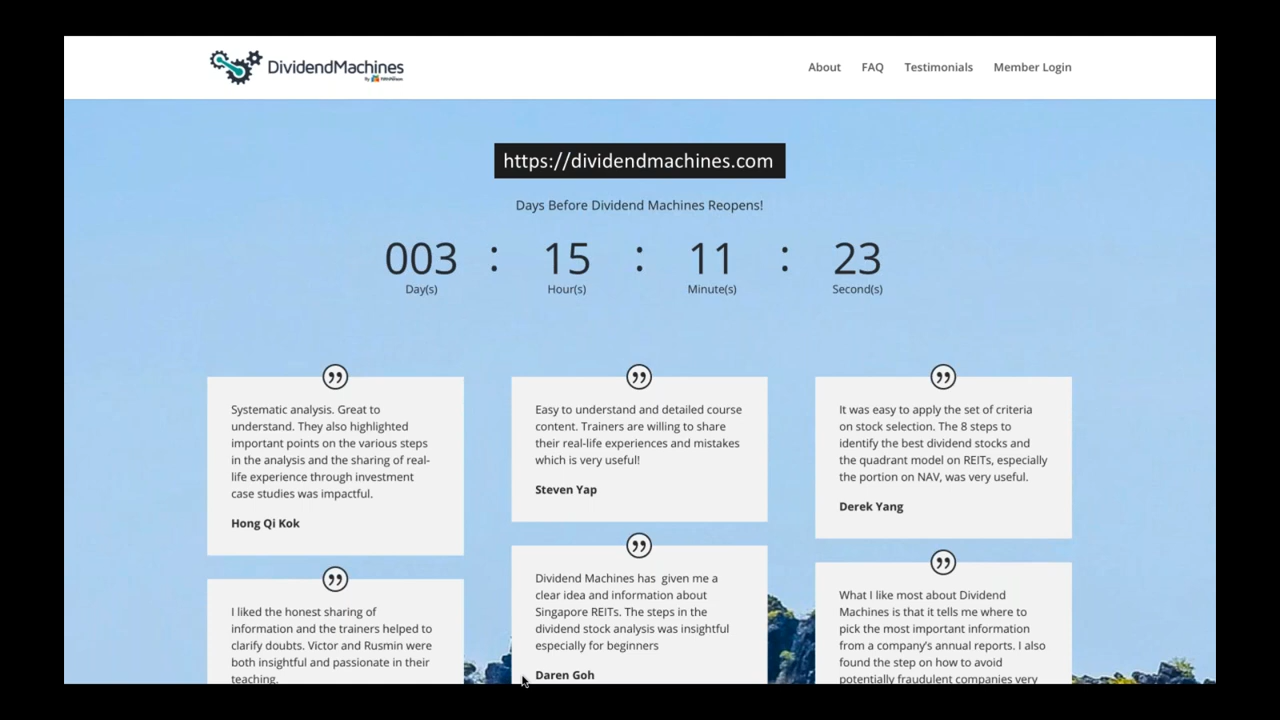 DividendMachines
By
About
FAQ
Testimonials
Member Login
https://dividendmachines.com
Days Before Dividend Machines Reopens!
003 : 15 : 11 : 23
Day(s)
Hour(s)
Minute(s)
Second(s)
Systematic analysis. Great to
understand. They also highlighted
important points on the various steps
in the analysis and the sharing of real-
life experience through investment
case studies was impactful.
Hong Qi Kok
Easy to understand and detailed course
content. Trainers are willing to share
their real-life experiences and mistakes
which is very useful!
Steven Yap
It was easy to apply the set of criteria
on stock selection. The 8 steps to
identify the best dividend stocks and
the quadrant model on REITs, especially
the portion on NAV, was very useful.
Derek Yang
I liked the honest sharing of
information and the trainers helped to
clarify doubts. Victor and Rusmin were
both insightful and passionate in their
teaching.
Dividend Machines has given me a
clear idea and information about
Singapore REITs. The steps in the
dividend stock analysis was insightful
especially for beginners
Daren Goh
What I like most about Dividend
Machines is that it tells me where to
pick the most important information
from a company's annual reports. I also
found the step on how to avoid
potentially fraudulent companies very